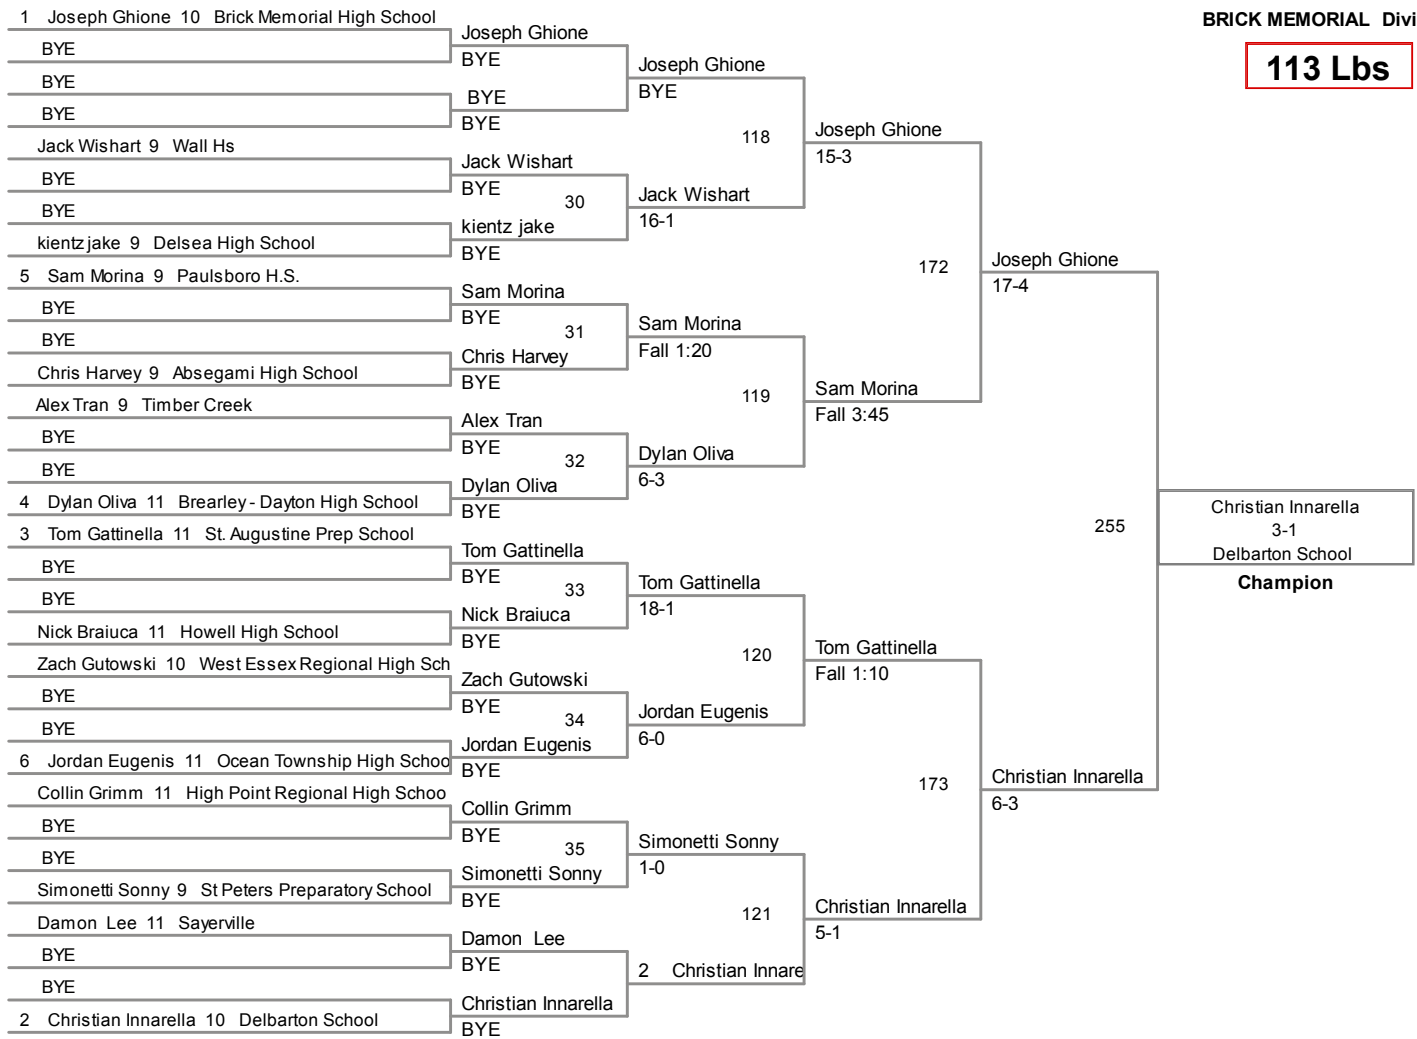 BRICK MEMORIAL Divi
113 Lbs
1 Joseph Ghione 10 Brick Memorial High School
BYE
BYE
BYE
Jack Wishart 9 Wall Hs
BYE
BYE
kientz jake 9 Delsea High School
5 Sam Morina 9 Paulsboro H.S.
BYE
BYE
Chris Harvey 9 Absegami High School
Alex Tran 9 Timber Creek
BYE
BYE
4 Dylan Oliva 11 Brearley - Dayton High School
3 Tom Gattinella 11 St. Augustine Prep School
BYE
BYE
Nick Braiuca 11 Howell High School
Zach Gutowski 10 West Essex Regional High Sch
BYE
BYE
6 Jordan Eugenis 11 Ocean Township High Schoo
Collin Grimm 11 High Point Regional High Schoo
BYE
BYE
Simonetti Sonny 9 St Peters Preparatory School
Damon Lee 11 Sayerville
BYE
BYE
2 Christian Innarella 10 Delbarton School
Joseph Ghione
BYE
BYE
BYE
Jack Wishart
BYE
30
kientz jake
BYE
Sam Morina
BYE
31
Chris Harvey
BYE
Alex Tran
BYE
32
Dylan Oliva
BYE
Tom Gattinella
BYE
33
Nick Braiuca
BYE
Zach Gutowski
BYE
34
Jordan Eugenis
BYE
Collin Grimm
BYE
35
Simonetti Sonny
BYE
Damon Lee
BYE
Christian Innarella
BYE
Joseph Ghione
BYE
118
Jack Wishart
16-1
Sam Morina
Fall 1:20
119
Dylan Oliva
6-3
Tom Gattinella
18-1
120
Jordan Eugenis
6-0
Simonetti Sonny
1-0
121
2 Christian Innare
Joseph Ghione
15-3
172
Sam Morina
Fall 3:45
Tom Gattinella
Fall 1:10
173
Christian Innarella
5-1
Joseph Ghione
17-4
255
Christian Innarella
6-3
Christian Innarella
3-1
Delbarton School
Champion